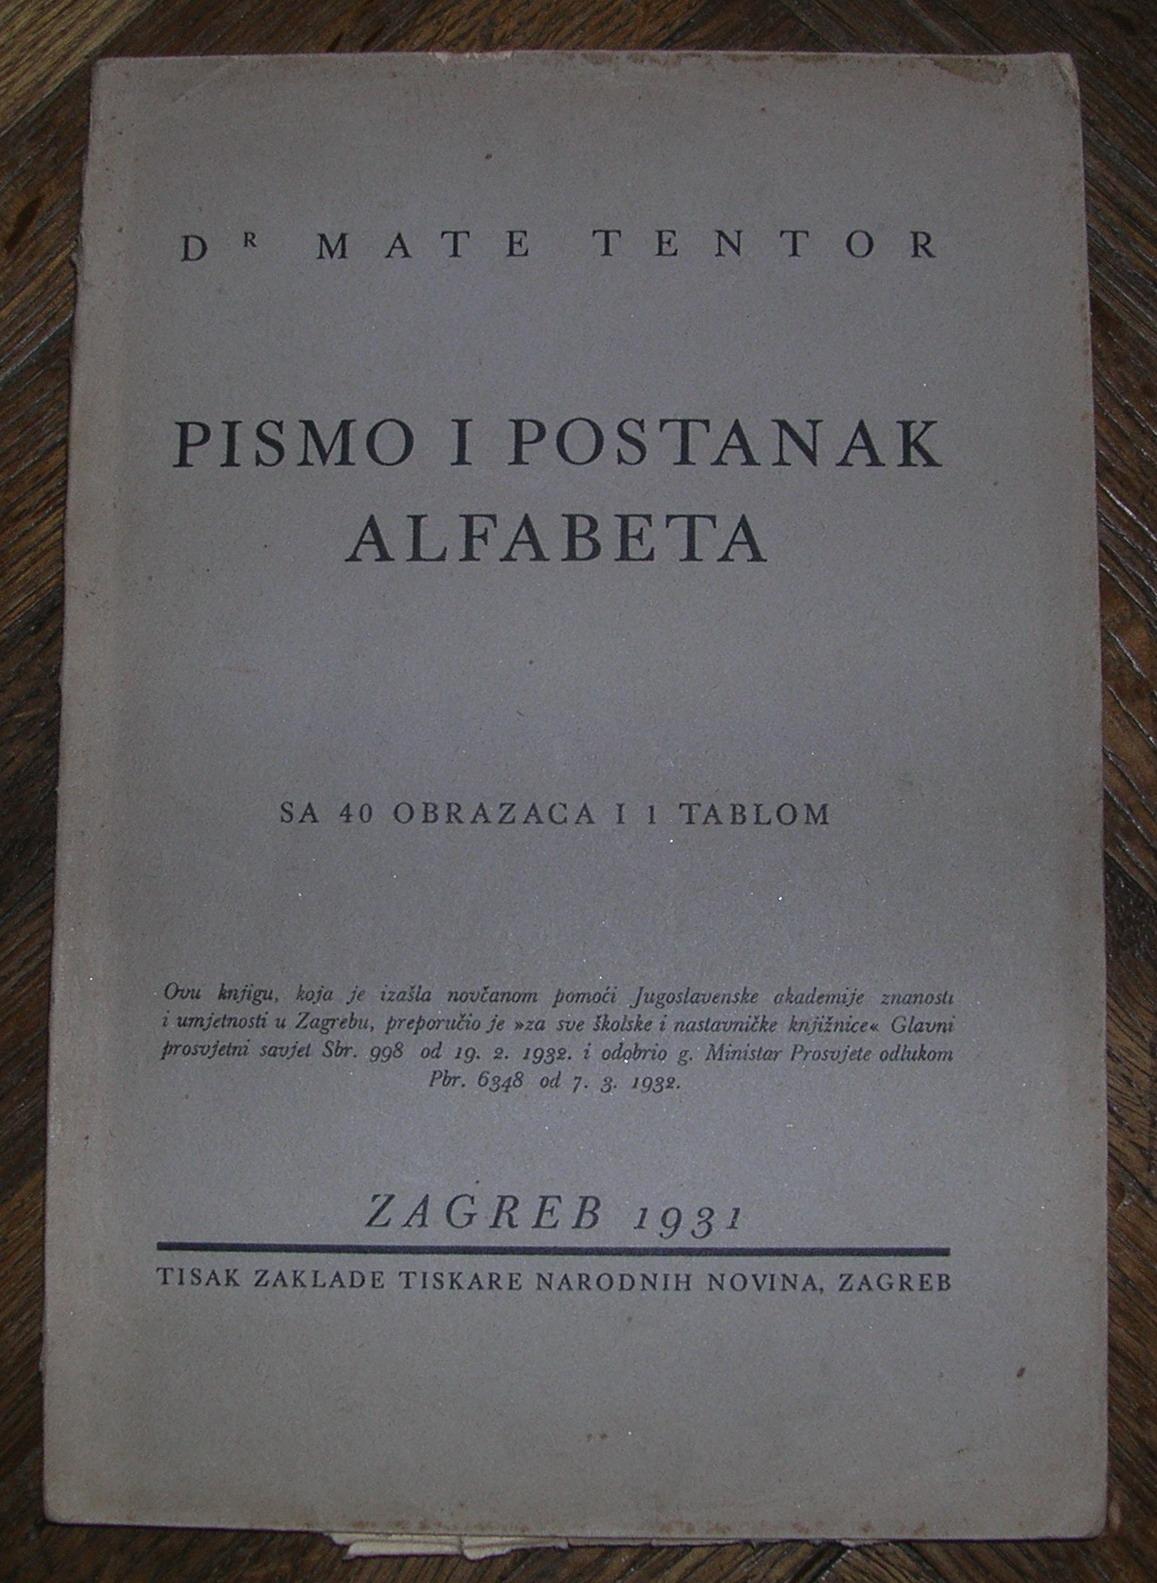 DR MATE TENTOR
PISMO I POSTANAK
ALFABETA
SA 40 OBRAZACA I 1 TABLOM
Ovu knjigu, koja je izašla novčanom pomoći Jugoslavenske akademije znanosti
i umjetnosti u Zagrebu, preporučio je »za sve školske i nastavničke knjižnice« Glavni
prosvjetni savjet Sbr. 998 od 19. 2. 1932. i odobrio g. Ministar Prosvjete odlukom
Pbr. 6348 od 7. 3. 1932.
ZAGREB 1931
TISAK ZAKLADE TISKARE NARODNIH NOVINA, ZAGREB